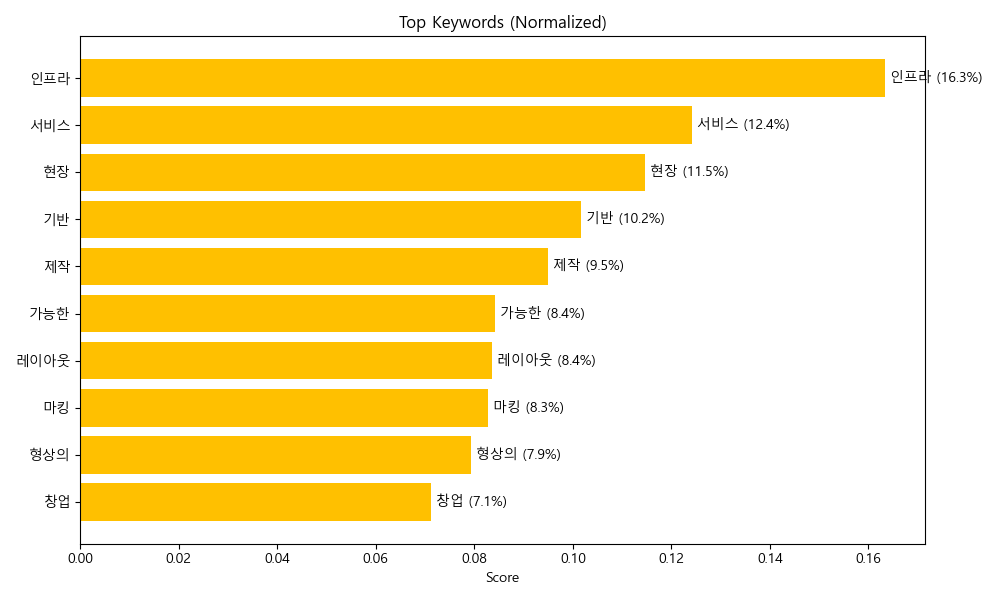 Top Keywords (Normalized)
인프라 인프라 (16.3%)
서비스 서비스 (12.4%)
현장 현장 (11.5%)
기반 기반 (10.2%)
제작 제작 (9.5%)
가능한 가능한 (8.4%)
레이아웃 레이아웃 (8.4%)
마킹 마킹 (8.3%)
형상의 형상의 (7.9%)
창업 창업 (7.1%)
0.00 0.02 0.04 0.06 0.08 0.10 0.12 0.14 0.16
Score